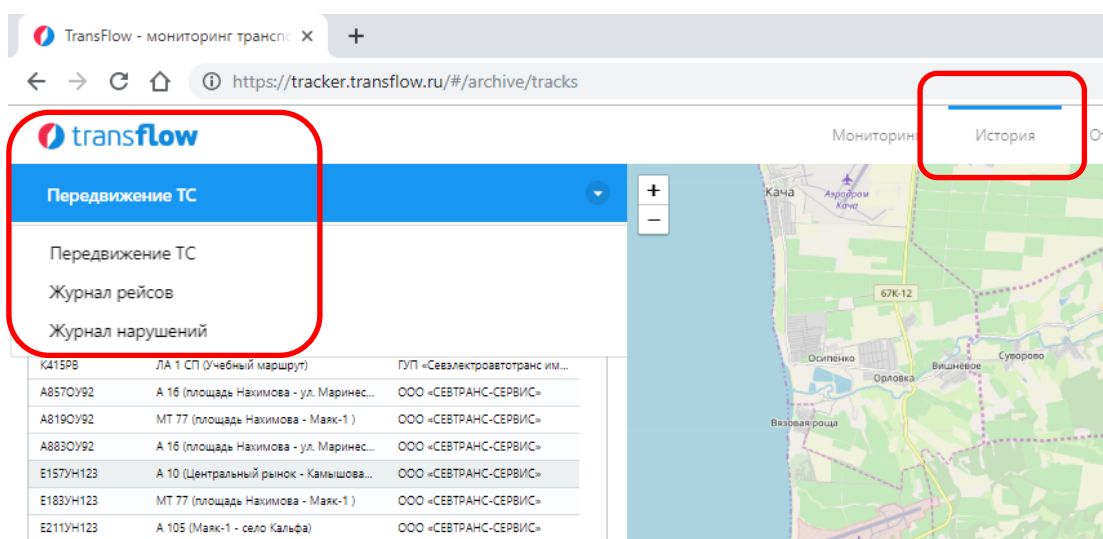 TransFlow - мониторинг трансп
https://tracker.transflow.ru/#/archive/tracks
transflow
Мониторинг История От
Передвижение ТС
Передвижение ТС
Журнал рейсов
Журнал нарушений
К415РВ ЛА 1 СП (Учебный маршрут) ГУП «Севэлектроавтотранс им...
А857ОУ92 А 16 (площадь Нахимова - ул. Маринес... ООО «СЕВТРАНС-СЕРВИС»
А819ОУ92 МТ 77 (площадь Нахимова - Маяк-1 ) ООО «СЕВТРАНС-СЕРВИС»
А883ОУ92 А 16 (площадь Нахимова - ул. Маринес... ООО «СЕВТРАНС-СЕРВИС»
Е157УН123 А 10 (Центральный рынок - Камышова... ООО «СЕВТРАНС-СЕРВИС»
Е183УН123 МТ 77 (площадь Нахимова - Маяк-1 ) ООО «СЕВТРАНС-СЕРВИС»
Е211УН123 А 105 (Маяк-1 - село Кальфа) ООО «СЕВТРАНС-СЕРВИС»
+
−
Кача
Аэродром
Кача
67К-12
Осипенко
Орловка
Вишнёвое
Суворово
Вязовая роща